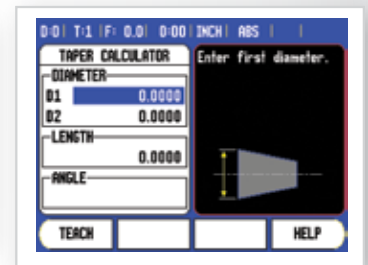 D:0 | T:1 | F: 0.0 | 0:00 | INCH | ABS | |
TAPER CALCULATOR
DIAMETER
D1 0.0000
D2 0.0000
LENGTH
0.0000
ANGLE
Enter first diameter.
TEACH
HELP